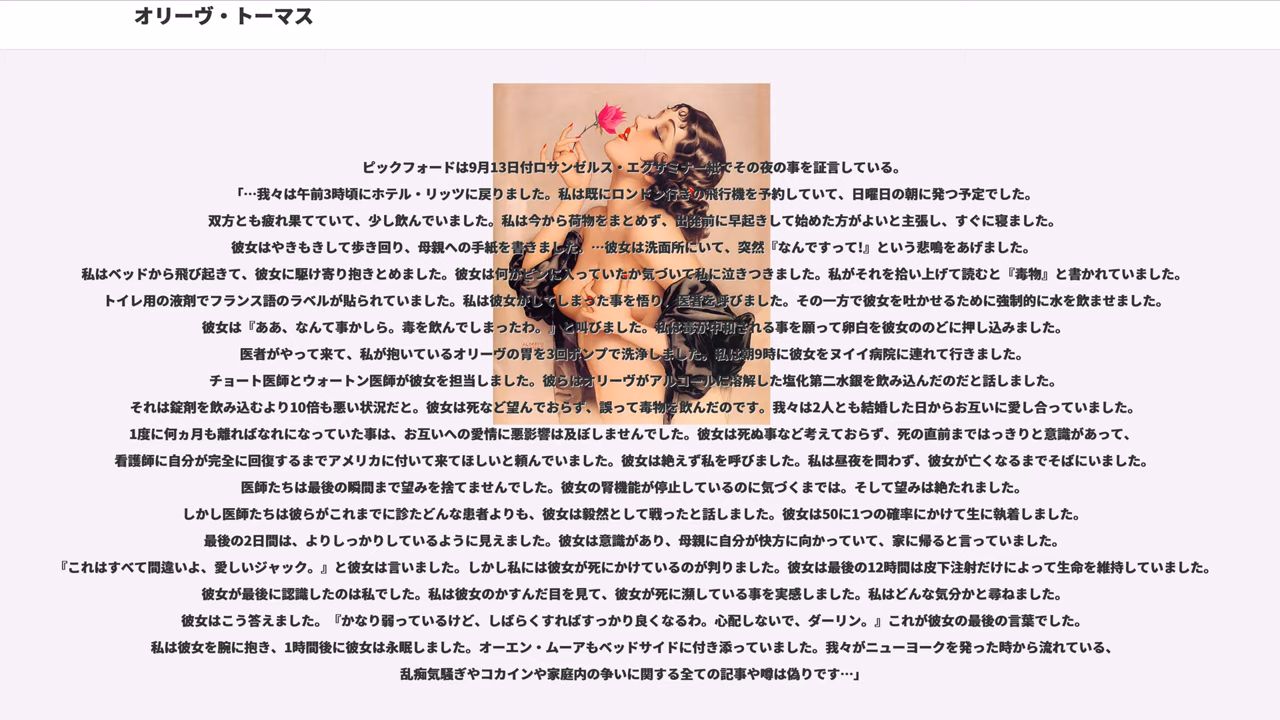 オリーヴ・トーマス
ピックフォードは9月13日付ロサンゼルス・エグザミナー紙でその夜の事を証言している。
「…我々は午前3時頃にホテル・リッツに戻りました。私は既にロンドン行きの飛行機を予約していて、日曜日の朝に発つ予定でした。
双方とも疲れ果てていて、少し飲んでいました。私は今から荷物をまとめず、出発前に早起きして始めた方がよいと主張し、すぐに寝ました。
彼女はやきもきして歩き回り、母親への手紙を書きました。…彼女は洗面所にいて、突然『なんですって!』という悲鳴をあげました。
私はベッドから飛び起きて、彼女に駆け寄り抱きとめました。彼女は何がビンに入っていたか気づいて私に泣きつきました。私がそれを拾い上げて読むと『毒物』と書かれていました。
トイレ用の液剤でフランス語のラベルが貼られていました。私は彼女がしてしまった事を悟り、医者を呼びました。その一方で彼女を吐かせるために強制的に水を飲ませました。
彼女は『ああ、なんて事かしら。毒を飲んでしまったわ。』と叫びました。私は毒が中和される事を願って卵白を彼女ののどに押し込みました。
医者がやって来て、私が抱いているオリーヴの胃を3回ポンプで洗浄しました。私は朝9時に彼女をヌイイ病院に連れて行きました。
チョート医師とウォートン医師が彼女を担当しました。彼らはオリーヴがアルコールに溶解した塩化第二水銀を飲み込んだのだと話しました。
それは錠剤を飲み込むより10倍も悪い状況だと。彼女は死など望んでおらず、誤って毒物を飲んだのです。我々は2人とも結婚した日からお互いに愛し合っていました。
1度に何ヵ月も離ればなれになっていた事は、お互いへの愛情に悪影響は及ぼしませんでした。彼女は死ぬ事など考えておらず、死の直前まではっきりと意識があって、
看護師に自分が完全に回復するまでアメリカに付いて来てほしいと頼んでいました。彼女は絶えず私を呼びました。私は昼夜を問わず、彼女が亡くなるまでそばにいました。
医師たちは最後の瞬間まで望みを捨てませんでした。彼女の腎機能が停止しているのに気づくまでは。そして望みは絶たれました。
しかし医師たちは彼らがこれまでに診たどんな患者よりも、彼女は毅然として戦ったと話しました。彼女は50に1つの確率にかけて生に執着しました。
最後の2日間は、よりしっかりしているように見えました。彼女は意識があり、母親に自分が快方に向かっていて、家に帰ると言っていました。
『これはすべて間違いよ、愛しいジャック。』と彼女は言いました。しかし私には彼女が死にかけているのが判りました。彼女は最後の12時間は皮下注射だけによって生命を維持していました。
彼女が最後に認識したのは私でした。私は彼女のかすんだ目を見て、彼女が死に瀕している事を実感しました。私はどんな気分かと尋ねました。
彼女はこう答えました。『かなり弱っているけど、しばらくすればすっかり良くなるわ。心配しないで、ダーリン。』これが彼女の最後の言葉でした。
私は彼女を腕に抱き、1時間後に彼女は永眠しました。オーエン・ムーアもベッドサイドに付き添っていました。我々がニューヨークを発った時から流れている、
乱痴気騒ぎやコカインや家庭内の争いに関する全ての記事や噂は偽りです…」